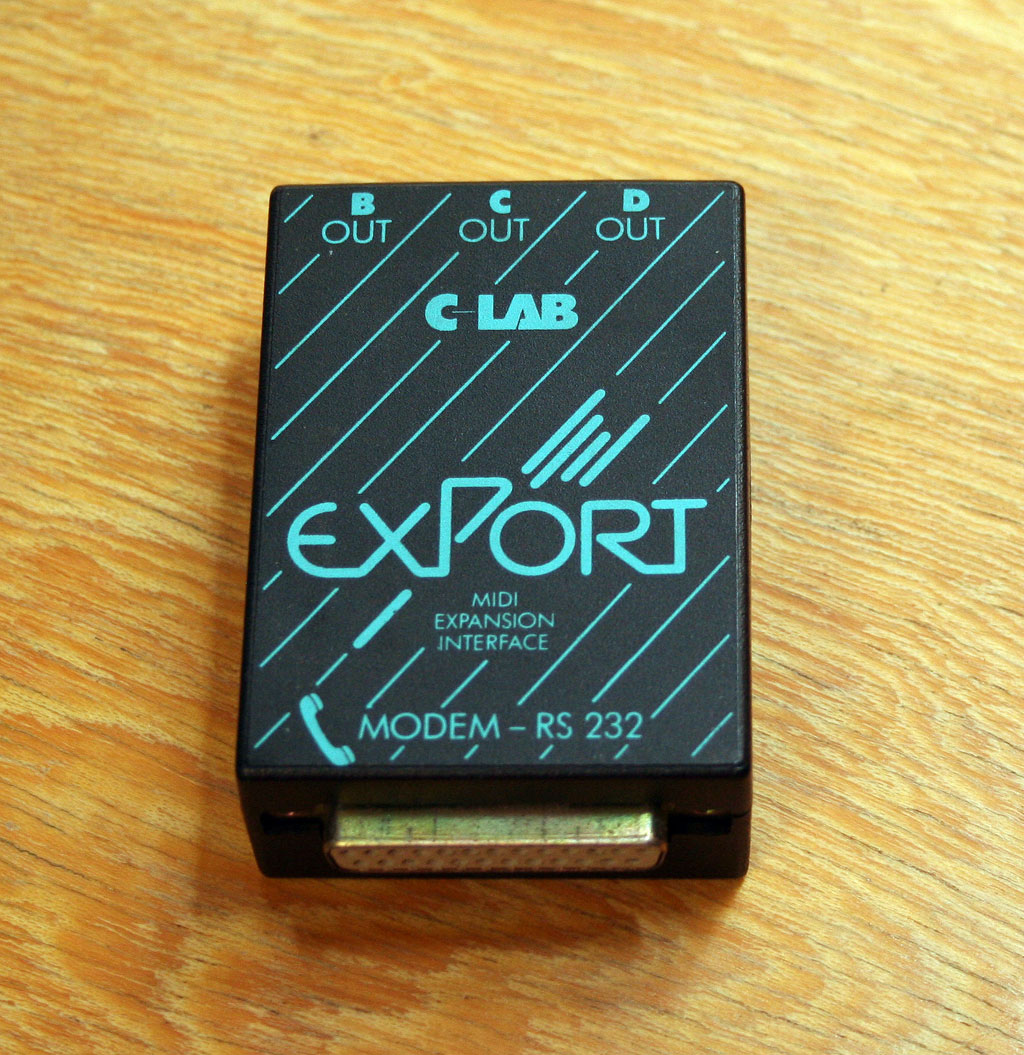 B C D
OUT OUT OUT
C-LAB
EXPORT
MIDI
EXPANSION
INTERFACE
MODEM – RS 232